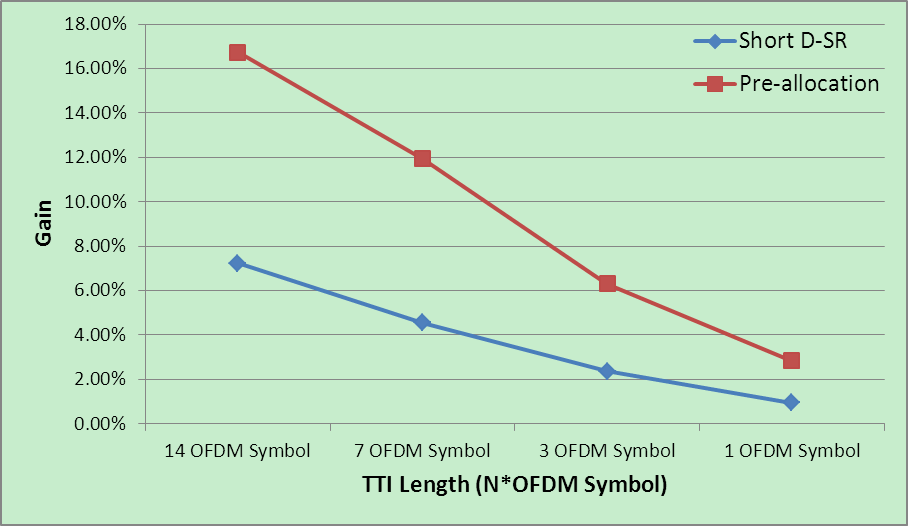 18.00%
16.00%
14.00%
12.00%
10.00%
8.00%
6.00%
4.00%
2.00%
0.00%
Gain
Short D-SR
Pre-allocation
14 OFDM Symbol
7 OFDM Symbol
3 OFDM Symbol
1 OFDM Symbol
TTI Length (N*OFDM Symbol)